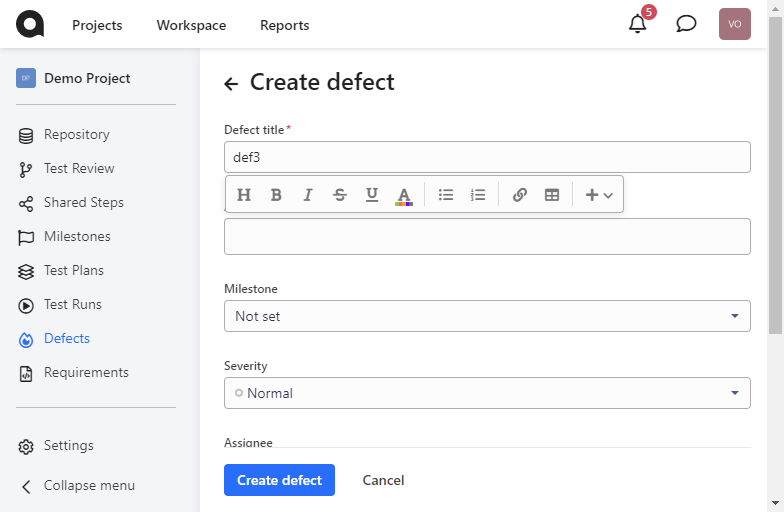 Projects
Workspace
Reports
5
VO
DP
Demo Project
Repository
Test Review
Shared Steps
Milestones
Test Plans
Test Runs
Defects
Requirements
Settings
Collapse menu
Create defect
Defect title*
def3
H B I S U A
Milestone
Not set
Severity
Normal
Assignee
Create defect
Cancel